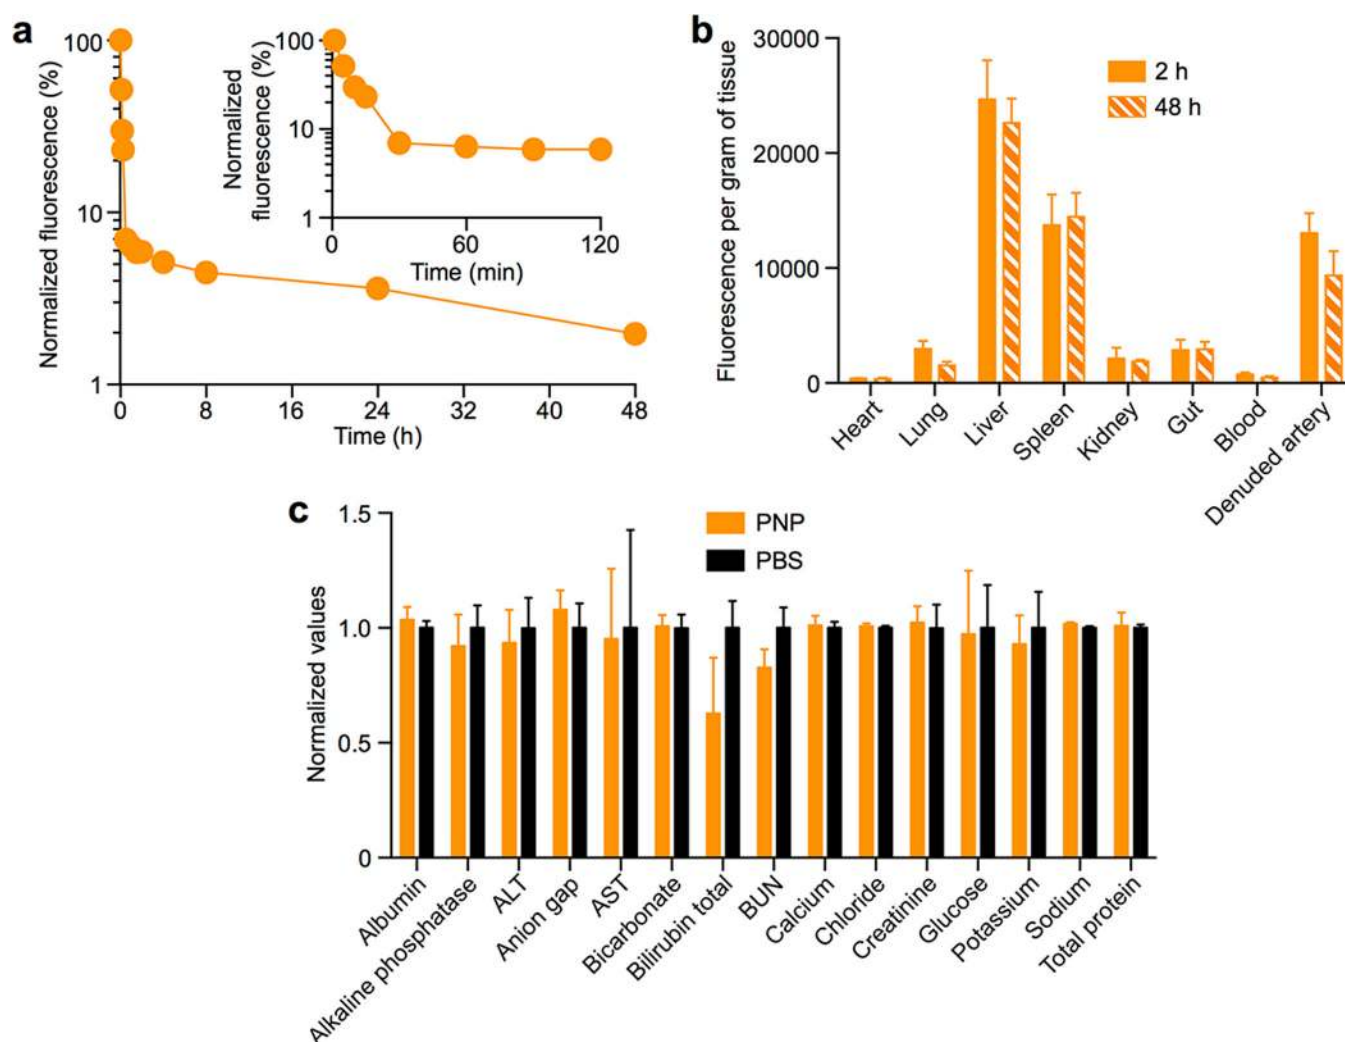 a
Normalized fluorescence (%)
100
10
1
0 8 16 24 32 40 48
Time (h)
Normalized
fluorescence (%)
100
10
1
0 60 120
Time (min)
b
Fluorescence per gram of tissue
30000
20000
10000
0
2 h
48 h
Heart
Lung
Liver
Spleen
Kidney
Gut
Blood
Denuded artery
c
Normalized values
1.5
1.0
0.5
0
PNP
PBS
Albumin
Alkaline phosphatase
ALT
Anion gap
AST
Bicarbonate
Bilirubin total
BUN
Calcium
Chloride
Creatinine
Glucose
Potassium
Sodium
Total protein